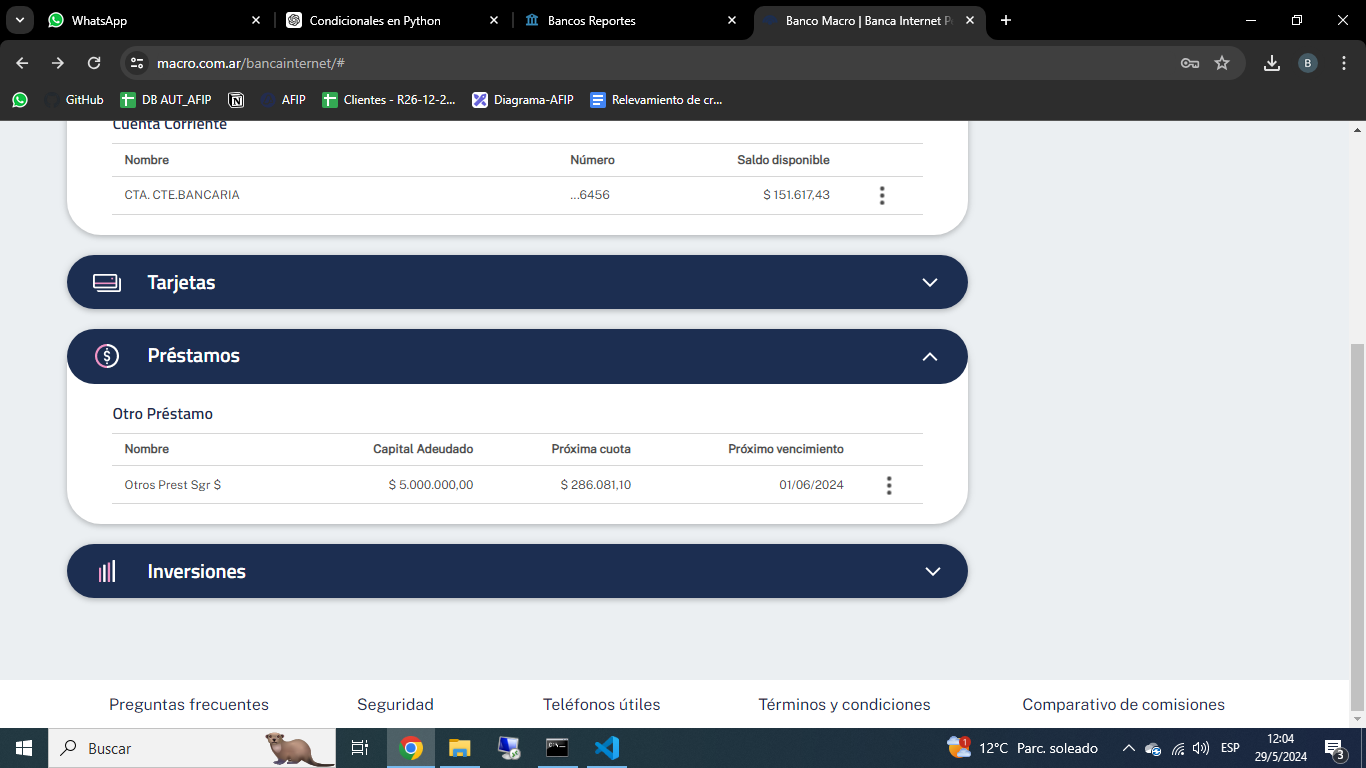 WhatsApp
Condicionales en Python
Bancos Reportes
Banco Macro | Banca Internet P
macro.com.ar/bancainternet/#
B
GitHub
DB AUT_AFIP
AFIP
Clientes - R26-12-2...
Diagrama-AFIP
Relevamiento de cr...
Cuenta Corriente
Nombre Número Saldo disponible
CTA. CTE.BANCARIA ...6456 $ 151.617,43
Tarjetas
Préstamos
Otro Préstamo
Nombre Capital Adeudado Próxima cuota Próximo vencimiento
Otros Prest Sgr $ $ 5.000.000,00 $ 286.081,10 01/06/2024
Inversiones
Preguntas frecuentes Seguridad Teléfonos útiles Términos y condiciones Comparativo de comisiones
Buscar
1
12°C Parc. soleado
ESP
12:04
29/5/2024
3